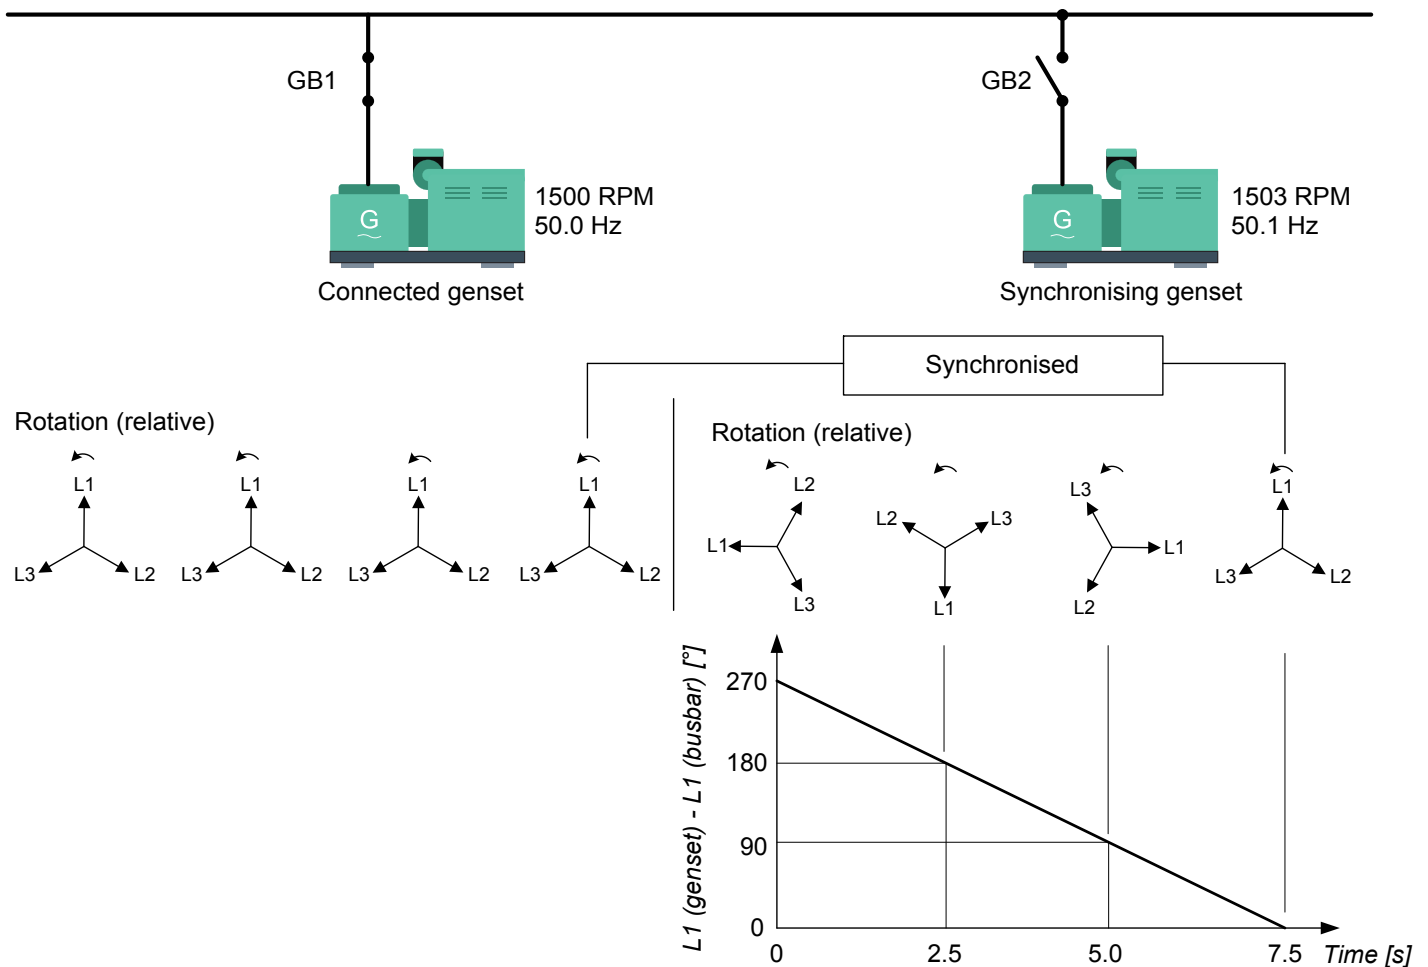 GB1
GB2
G
1500 RPM
50.0 Hz
Connected genset
G
1503 RPM
50.1 Hz
Synchronising genset
Synchronised
Rotation (relative)
L1
L3
L2
L1
L3
L2
L1
L3
L2
L1
L3
L2
Rotation (relative)
L2
L1
L3
L2
L3
L1
L3
L1
L2
L1
L3
L2
L1 (genset) - L1 (busbar) [°]
270
180
90
0
0
2.5
5.0
7.5
Time [s]